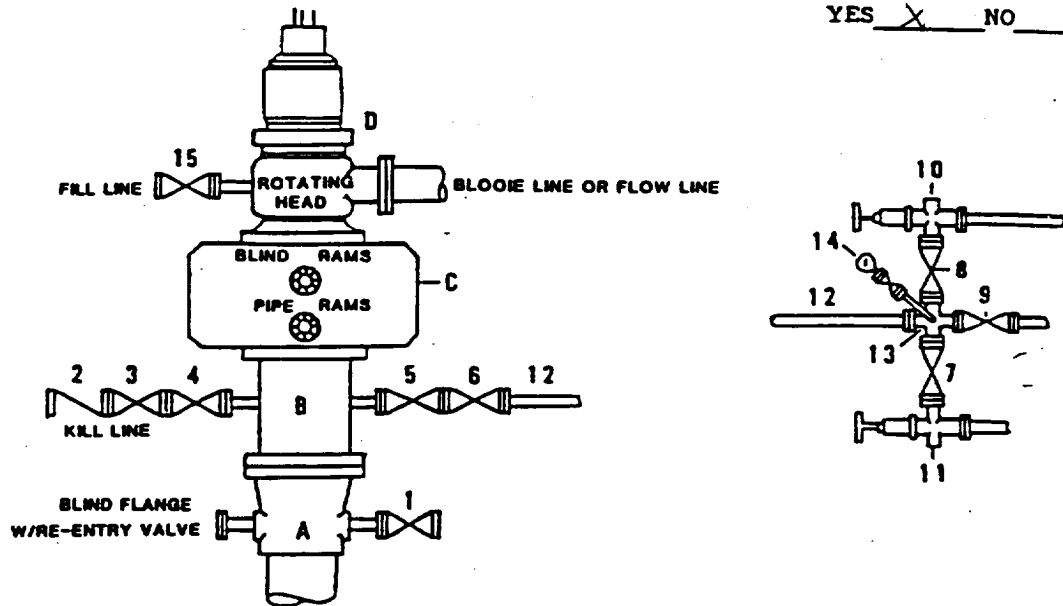 YES X NO
D
15
FILL LINE
ROTATING
HEAD
BLOOIE LINE OR FLOW LINE
BLIND RAMS
C
PIPE RAMS
2 3 4
B
5 6 12
KILL LINE
BLIND FLANGE
W/RE-ENTRY VALVE
A
1
10
14
8
12
9
13
7
11